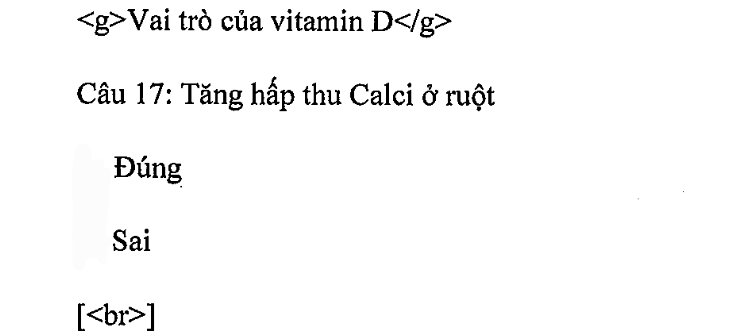 <g>Vai trò của vitamin D</g>
Câu 17: Tăng hấp thu Calci ở ruột
Đúng
Sai
[<br>]